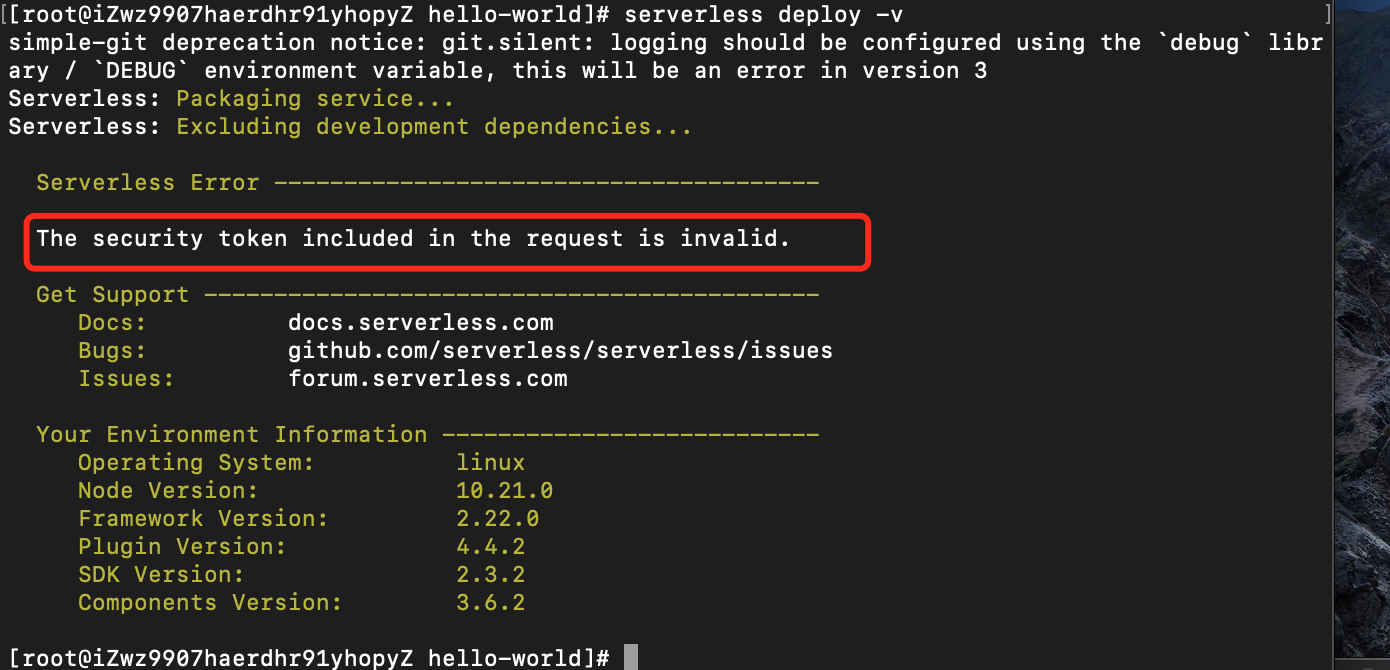 [[root@iZwz9907haerdhr91yhopyZ hello-world]# serverless deploy -v ]
simple-git deprecation notice: git.silent: logging should be configured using the `debug` libr
ary / `DEBUG` environment variable, this will be an error in version 3
Serverless: Packaging service...
Serverless: Excluding development dependencies...
Serverless Error ---------------------------------------
The security token included in the request is invalid.
Get Support --------------------------------------------
Docs: docs.serverless.com
Bugs: github.com/serverless/serverless/issues
Issues: forum.serverless.com
Your Environment Information ---------------------------
Operating System: linux
Node Version: 10.21.0
Framework Version: 2.22.0
Plugin Version: 4.4.2
SDK Version: 2.3.2
Components Version: 3.6.2
[root@iZwz9907haerdhr91yhopyZ hello-world]#